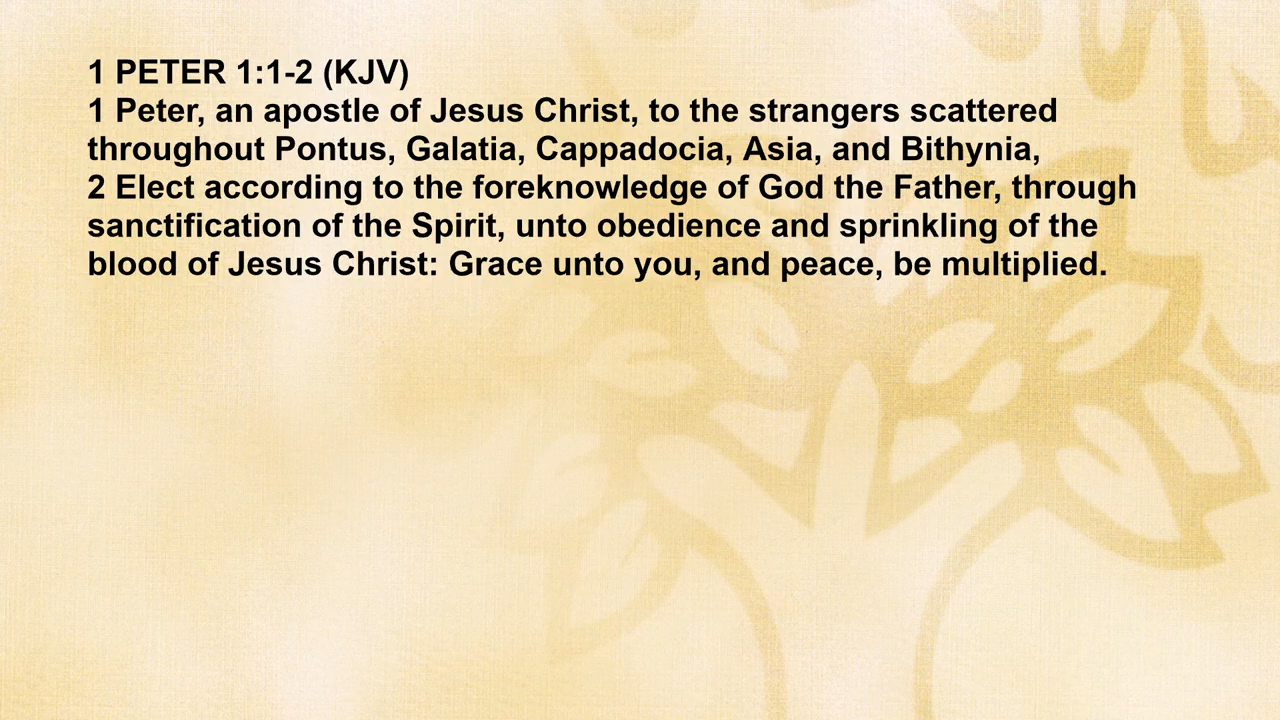 1 PETER 1:1-2 (KJV)
1 Peter, an apostle of Jesus Christ, to the strangers scattered
throughout Pontus, Galatia, Cappadocia, Asia, and Bithynia,
2 Elect according to the foreknowledge of God the Father, through
sanctification of the Spirit, unto obedience and sprinkling of the
blood of Jesus Christ: Grace unto you, and peace, be multiplied.